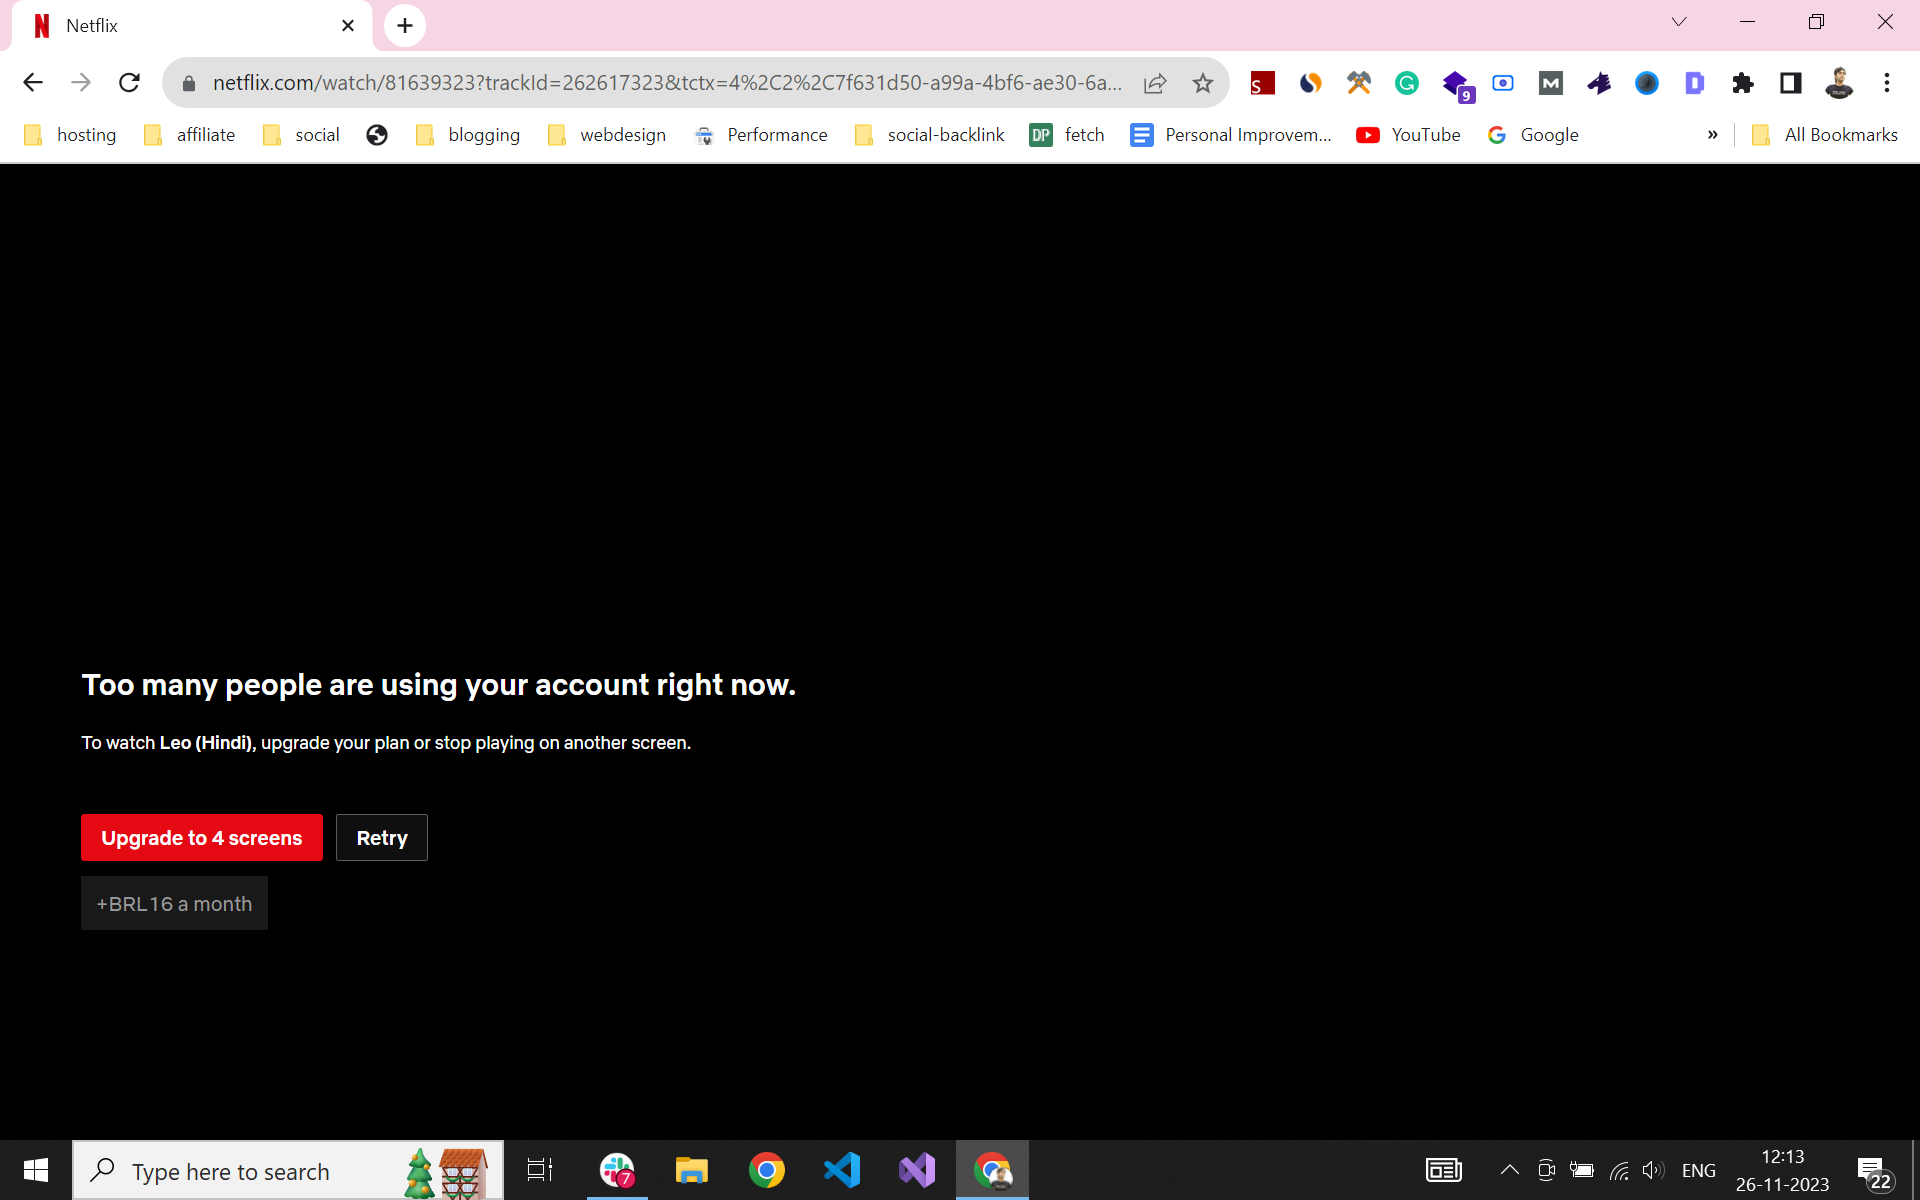 Netflix
netflix.com/watch/81639323?trackId=262617323&tctx=4%2C2%2C7f631d50-a99a-4bf6-ae30-6a...
S
G
9
M
D
hosting
affiliate
social
blogging
webdesign
Performance
social-backlink
DP
fetch
Personal Improvem...
YouTube
G
Google
»
All Bookmarks
Too many people are using your account right now.
To watch Leo (Hindi), upgrade your plan or stop playing on another screen.
Upgrade to 4 screens
Retry
+BRL16 a month
Type here to search
7
ENG
12:13
26-11-2023
22